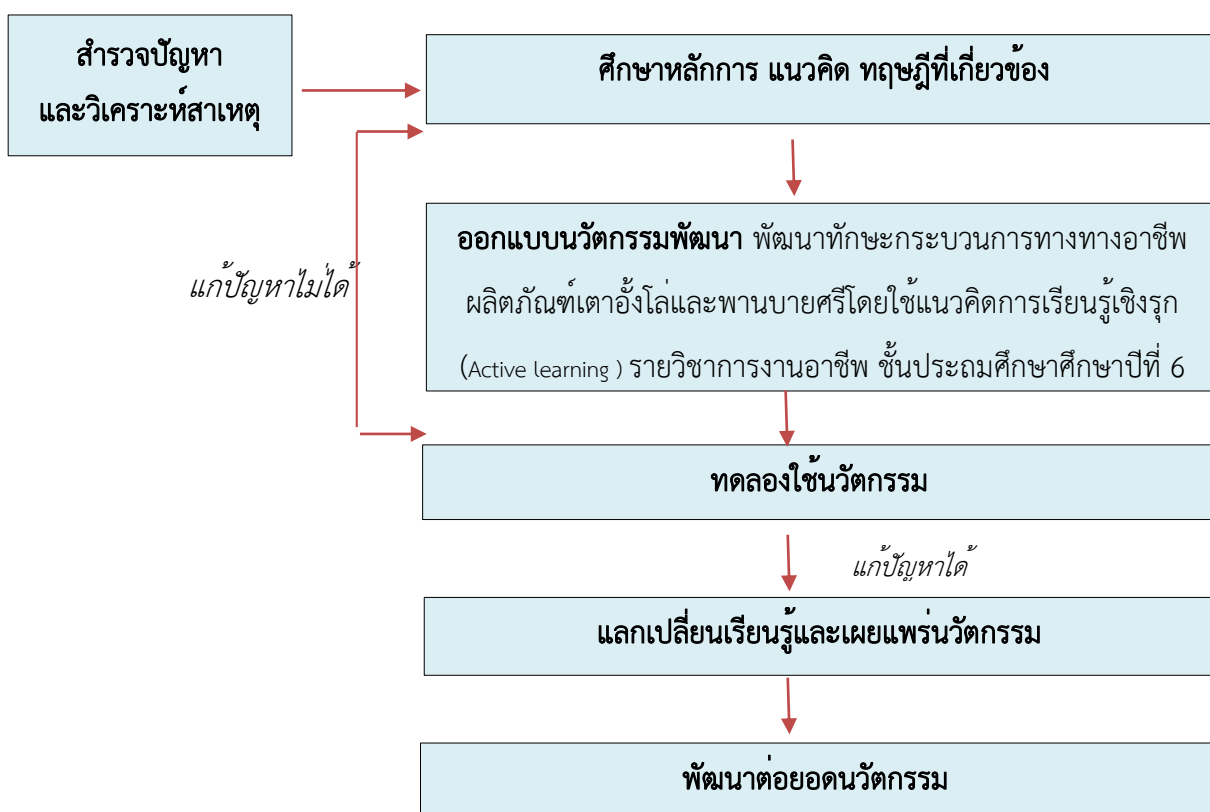 สำรวจปัญหา
และวิเคราะห์สาเหตุ
ศึกษาหลักการ แนวคิด ทฤษฎีที่เกี่ยวข้อง
ออกแบบนวัตกรรมพัฒนา พัฒนาทักษะกระบวนการทางทางอาชีพ
ผลิตภัณฑ์เตาอั้งโล่และพานบายศรีโดยใช้แนวคิดการเรียนรู้เชิงรุก
(Active learning ) รายวิชาการงานอาชีพ ชั้นประถมศึกษาศึกษาปีที่ 6
แก้ปัญหาไม่ได้
ทดลองใช้นวัตกรรม
แก้ปัญหาได้
แลกเปลี่ยนเรียนรู้และเผยแพร่นวัตกรรม
พัฒนาต่อยอดนวัตกรรม